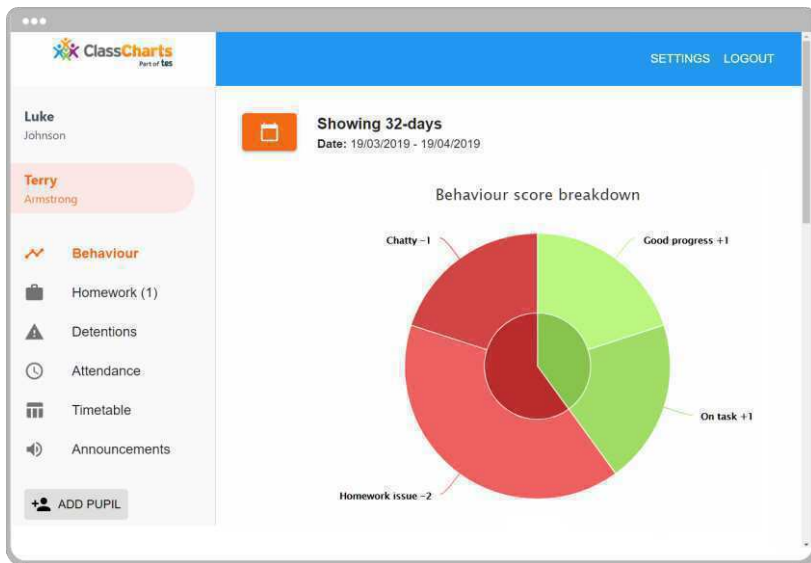 ClassCharts
Part of tes
SETTINGS LOGOUT
Luke
Johnson
Terry
Armstrong
Behaviour
Homework (1)
Detentions
Attendance
Timetable
Announcements
ADD PUPIL
Showing 32-days
Date: 19/03/2019 - 19/04/2019
Behaviour score breakdown
Chatty -1
Good progress +1
On task +1
Homework issue -2